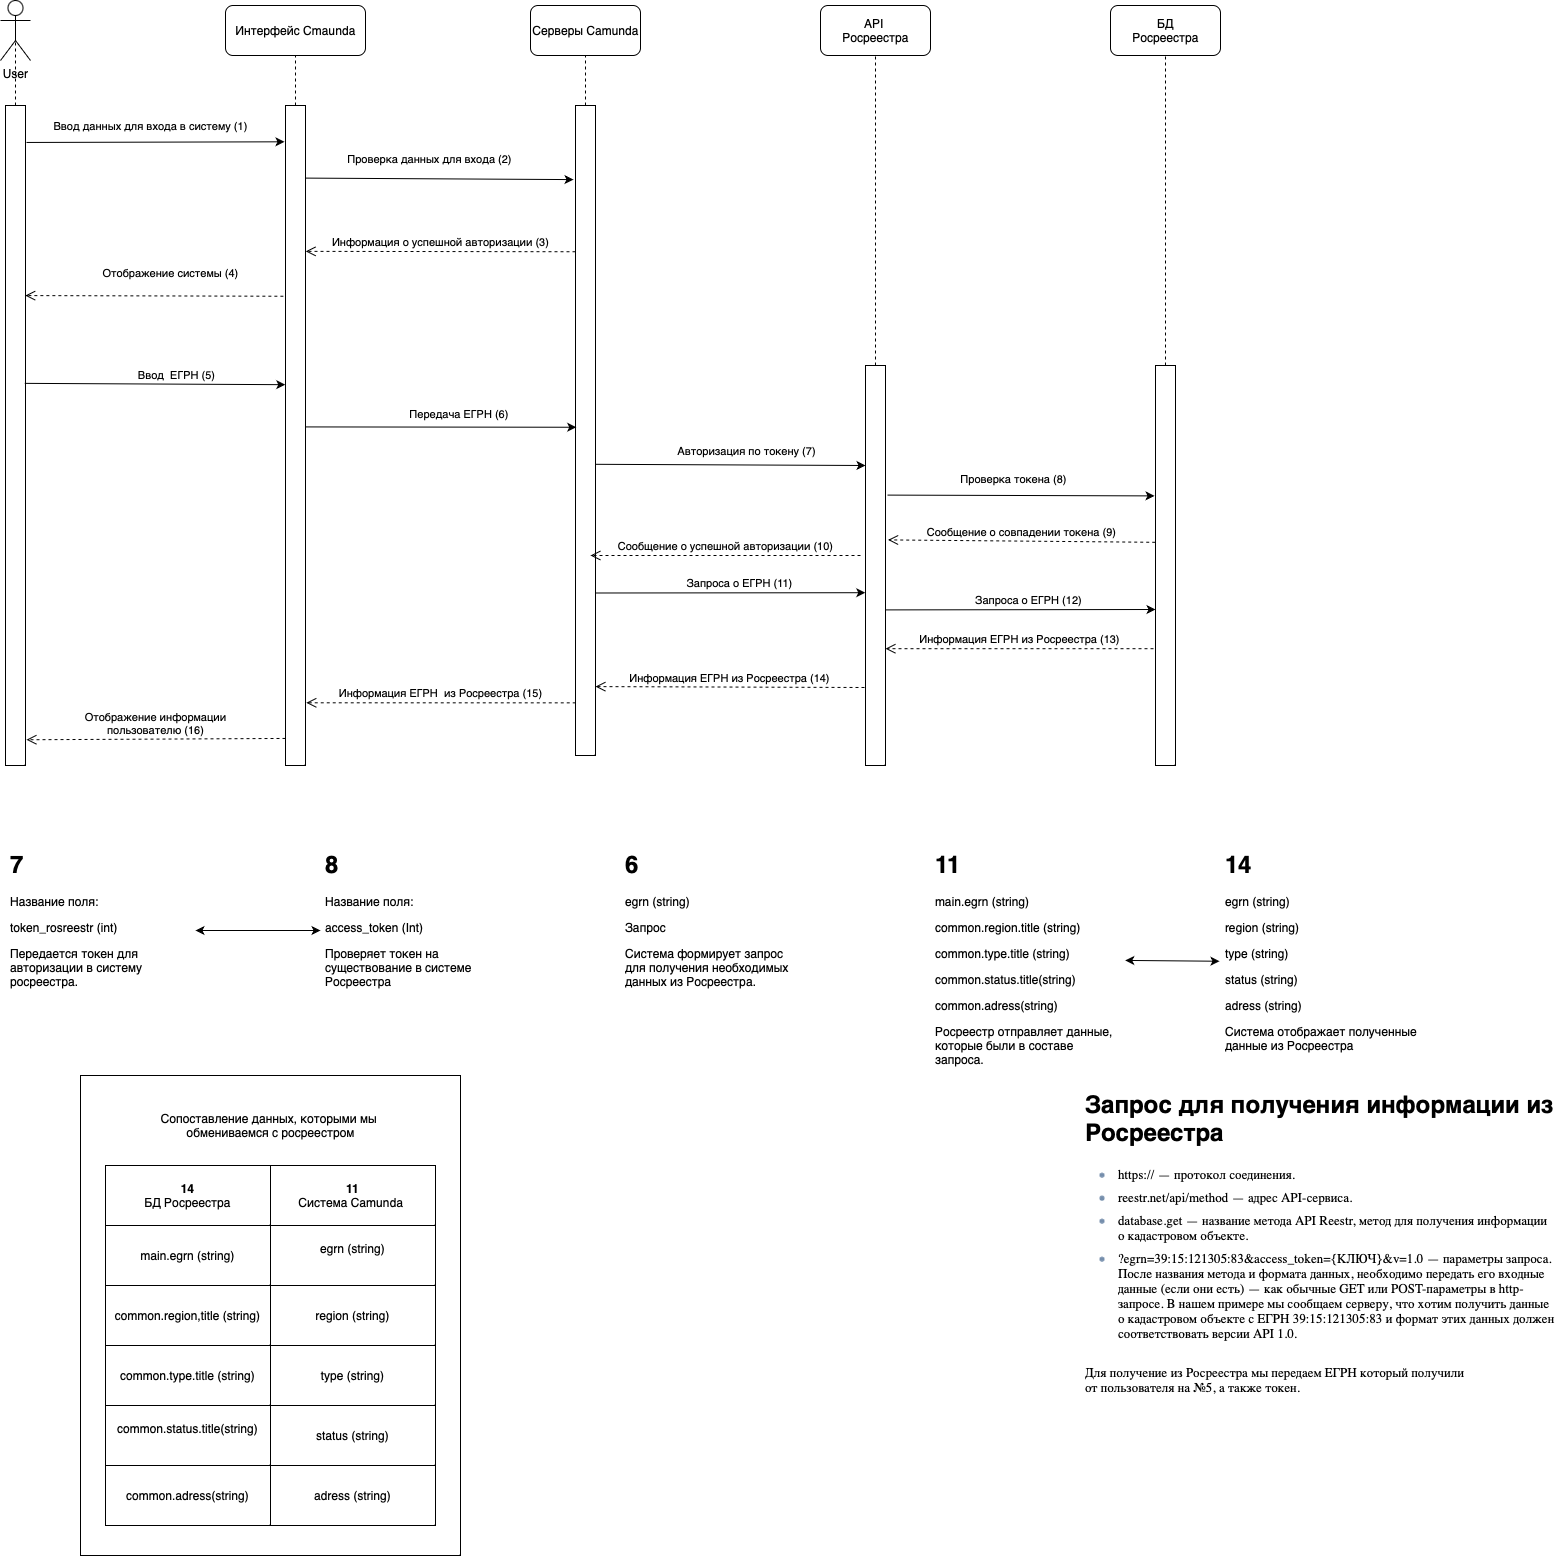 User
Интерфейс Cmaunda
Серверы Camunda
API
Росреестра
БД
Росреестра
Ввод данных для входа в систему (1)
Проверка данных для входа (2)
Информация о успешной авторизации (3)
Отображение системы (4)
Ввод ЕГРН (5)
Передача ЕГРН (6)
Авторизация по токену (7)
Проверка токена (8)
Сообщение о совпадении токена (9)
Сообщение о успешной авторизации (10)
Запроса о ЕГРН (11)
Запроса о ЕГРН (12)
Информация ЕГРН из Росреестра (13)
Информация ЕГРН из Росреестра (14)
Информация ЕГРН из Росреестра (15)
Отображение информации
пользователю (16)
7
Название поля:
token_rosreestr (int)
Передается токен для
авторизации в систему
росреестра.
8
Название поля:
access_token (Int)
Проверяет токен на
существование в системе
Росреестра
6
egrn (string)
Запрос
Система формирует запрос
для получения необходимых
данных из Росреестра.
11
main.egrn (string)
common.region.title (string)
common.type.title (string)
common.status.title(string)
common.adress(string)
Росреестр отправляет данные,
которые были в составе
запроса.
14
egrn (string)
region (string)
type (string)
status (string)
adress (string)
Система отображает полученные
данные из Росреестра
Сопоставление данных, которыми мы
обмениваемся с росреестром
14
БД Росреестра
11
Система Camunda
main.egrn (string)
egrn (string)
common.region,title (string)
region (string)
common.type.title (string)
type (string)
common.status.title(string)
status (string)
common.adress(string)
adress (string)
Запрос для получения информации из
Росреестра
https:// — протокол соединения.
reestr.net/api/method — адрес API-сервиса.
database.get — название метода API Reestr, метод для получения информации
о кадастровом объекте.
?egrn=39:15:121305:83&access_token={КЛЮЧ}&v=1.0 — параметры запроса.
После названия метода и формата данных, необходимо передать его входные
данные (если они есть) — как обычные GET или POST-параметры в http-
запросе. В нашем примере мы сообщаем серверу, что хотим получить данные
о кадастровом объекте с ЕГРН 39:15:121305:83 и формат этих данных должен
соответствовать версии API 1.0.
Для получение из Росреестра мы передаем ЕГРН который получили
от пользователя на №5, а также токен.